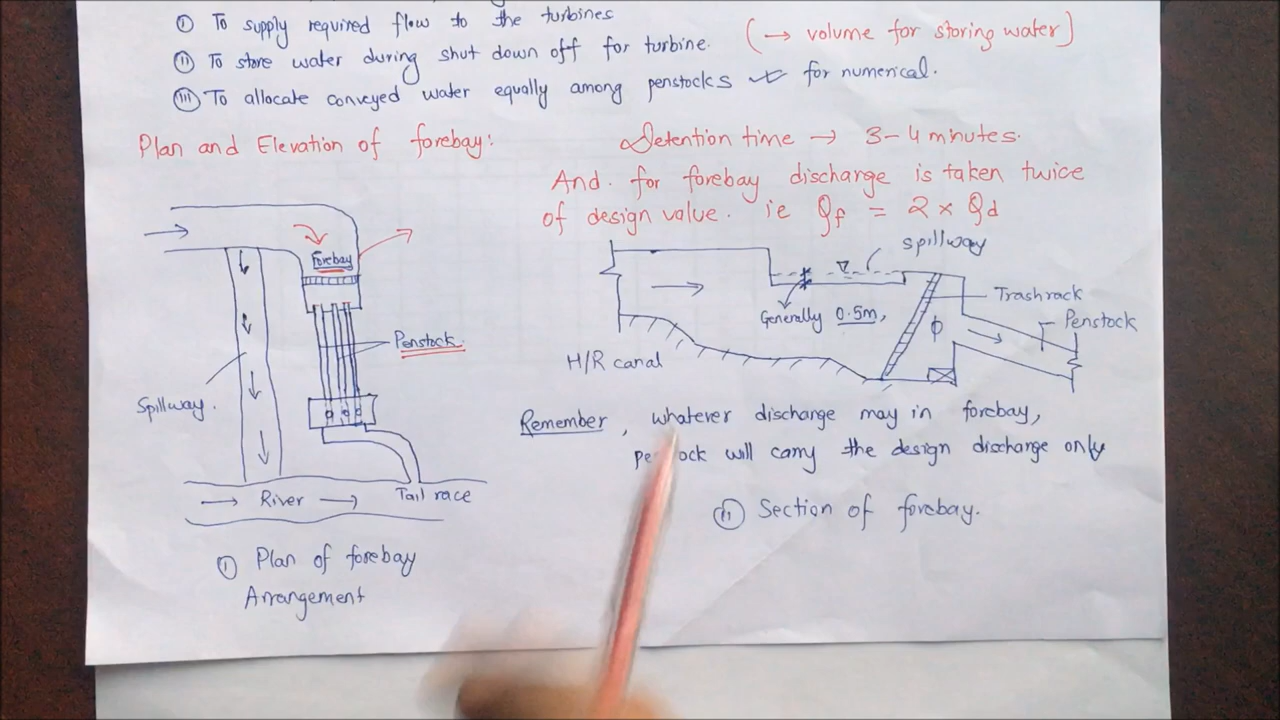 (i) To supply required flow to the turbines
(ii) To store water during shut down off for turbine. (→ volume for storing water)
(iii) To allocate conveyed water equally among penstocks for numerical.
Plan and Elevation of forebay:
Detention time → 3-4 minutes.
And for forebay discharge is taken twice
of design value. ie Qf = 2 × Qd
Forebay
Penstock
Spillway.
River
Tail race
(i) Plan of forebay
Arrangement
spillway
Trashrack
Penstock
Generally 0.5m,
H/R canal
Remember, whatever discharge may in forebay,
will carry the design discharge only
(ii) Section of forebay.